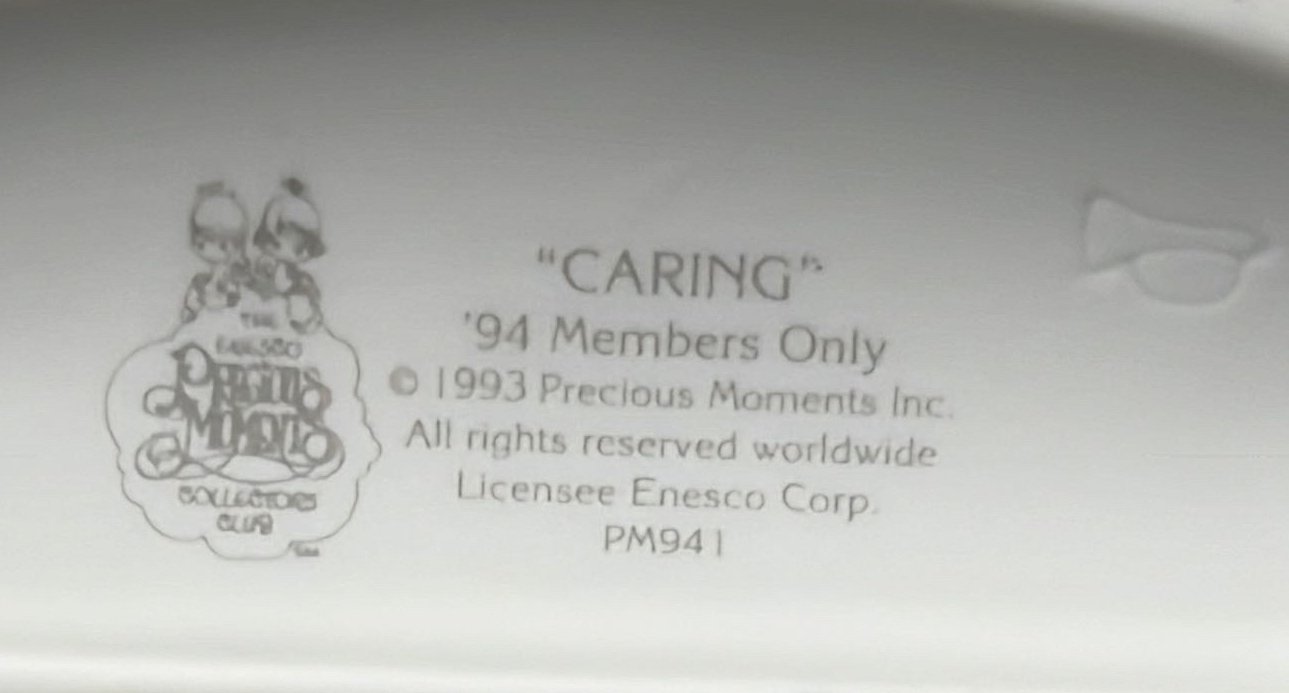 THE
ENESCO
PRECIOUS
MOMENTS
COLLECTORS
CLUB
"CARING"
'94 Members Only
© 1993 Precious Moments Inc.
All rights reserved worldwide
Licensee Enesco Corp.
PM941